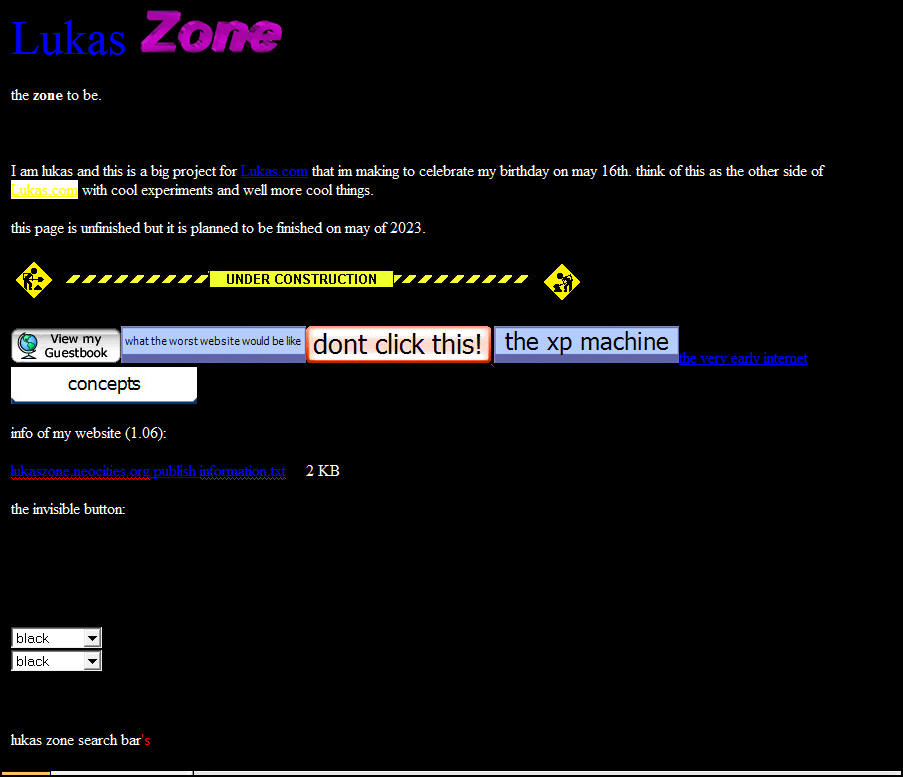 Lukas Zone
the zone to be.
I am lukas and this is a big project for Lukas.com that im making to celebrate my birthday on may 16th. think of this as the other side of
Lukas.com with cool experiments and well more cool things.
this page is unfinished but it is planned to be finished on may of 2023.
UNDER CONSTRUCTION
View my
Guestbook
what the worst website would be like
dont click this!
the xp machine
the very early internet
concepts
info of my website (1.06):
lukaszone.neocities.org publish information.txt 2 KB
the invisible button:
black
black
lukas zone search bar's